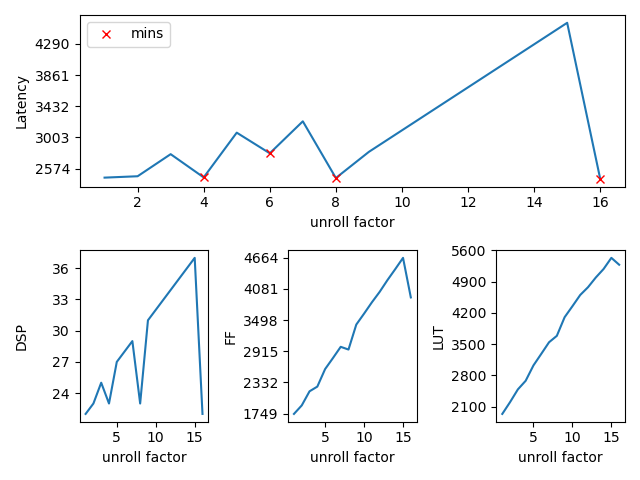 mins
Latency
4290
3861
3432
3003
2574
2 4 6 8 10 12 14 16
unroll factor
DSP
36
33
30
27
24
5 10 15
unroll factor
FF
4664
4081
3498
2915
2332
1749
5 10 15
unroll factor
LUT
5600
4900
4200
3500
2800
2100
5 10 15
unroll factor